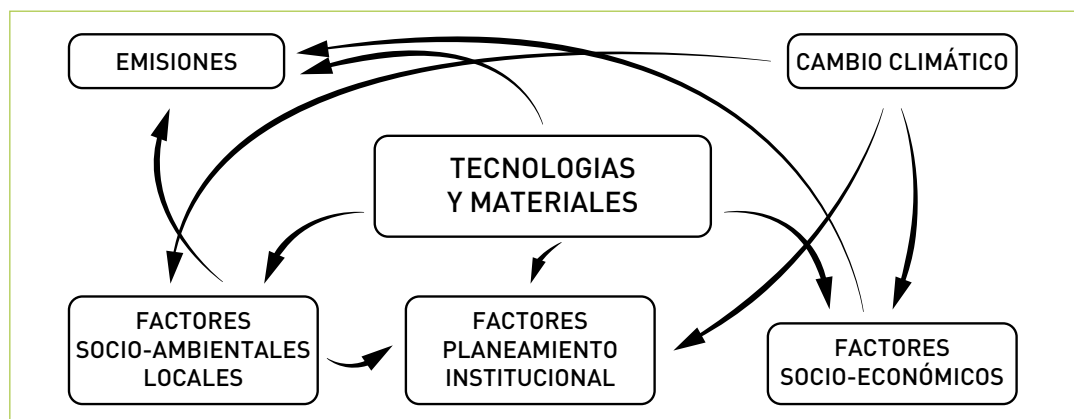 EMISIONES
CAMBIO CLIMÁTICO
TECNOLOGIAS
Y MATERIALES
FACTORES
SOCIO-AMBIENTALES
LOCALES
FACTORES
PLANEAMIENTO
INSTITUCIONAL
FACTORES
SOCIO-ECONÓMICOS